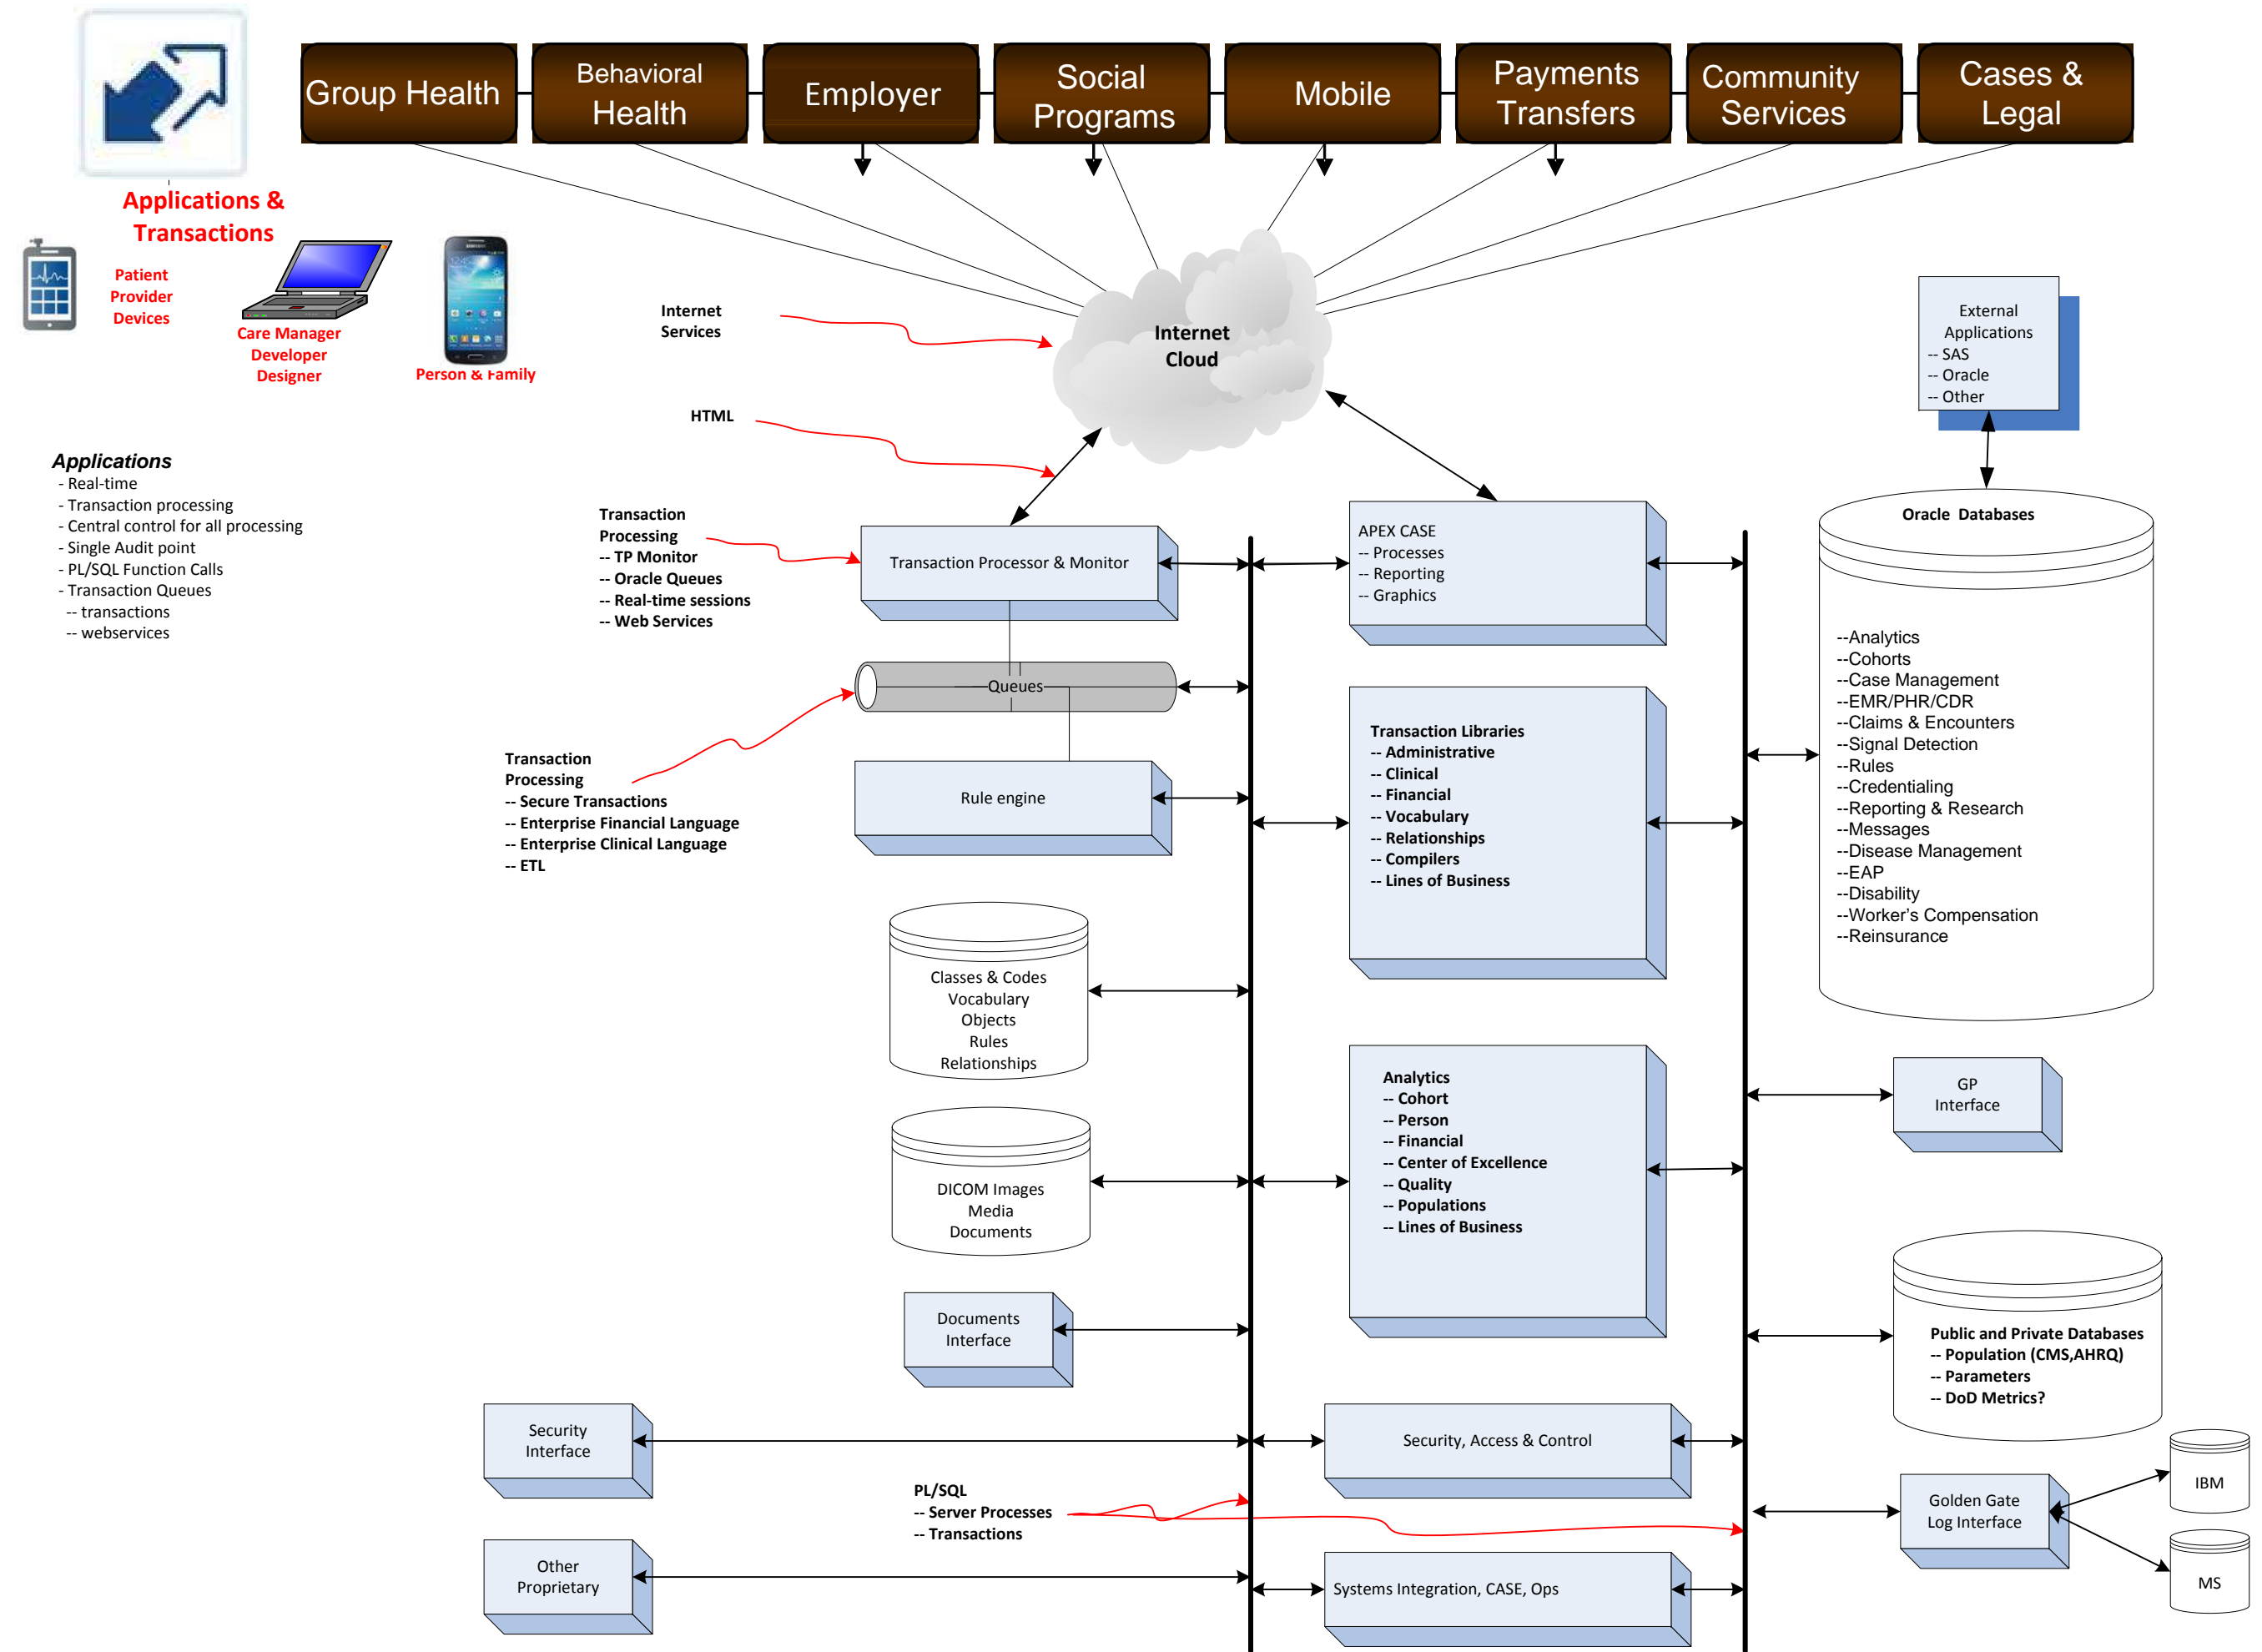 Group Health
Behavioral
Health
Employer
Social
Programs
Mobile
Payments
Transfers
Community
Services
Cases &
Legal
Applications &
Transactions
Patient
Provider
Devices
Care Manager
Developer
Designer
Person & Family
Internet
Services
Internet
Cloud
External
Applications
-- SAS
-- Oracle
-- Other
HTML
Applications
- Real-time
- Transaction processing
- Central control for all processing
- Single Audit point
- PL/SQL Function Calls
- Transaction Queues
-- transactions
-- webservices
Transaction
Processing
-- TP Monitor
-- Oracle Queues
-- Real-time sessions
-- Web Services
Transaction Processor & Monitor
APEX CASE
-- Processes
-- Reporting
-- Graphics
Oracle Databases
--Analytics
--Cohorts
--Case Management
--EMR/PHR/CDR
--Claims & Encounters
--Signal Detection
--Rules
--Credentialing
--Reporting & Research
--Messages
--Disease Management
--EAP
--Disability
--Worker's Compensation
--Reinsurance
Queues
Transaction
Processing
-- Secure Transactions
-- Enterprise Financial Language
-- Enterprise Clinical Language
-- ETL
Rule engine
Transaction Libraries
-- Administrative
-- Clinical
-- Financial
-- Vocabulary
-- Relationships
-- Compilers
-- Lines of Business
Classes & Codes
Vocabulary
Objects
Rules
Relationships
Analytics
-- Cohort
-- Person
-- Financial
-- Center of Excellence
-- Quality
-- Populations
-- Lines of Business
GP
Interface
DICOM Images
Media
Documents
Documents
Interface
Public and Private Databases
-- Population (CMS,AHRQ)
-- Parameters
-- DoD Metrics?
Security
Interface
Security, Access & Control
PL/SQL
-- Server Processes
-- Transactions
Golden Gate
Log Interface
IBM
MS
Other
Proprietary
Systems Integration, CASE, Ops